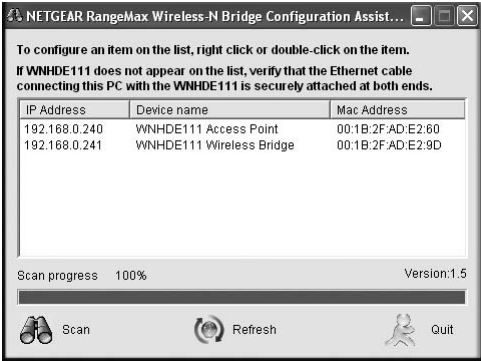 NETGEAR RangeMax Wireless-N Bridge Configuration Assist...
To configure an item on the list, right click or double-click on the item.
If WNHDE111 does not appear on the list, verify that the Ethernet cable
connecting this PC with the WNHDE111 is securely attached at both ends.
IP Address Device name Mac Address
192.168.0.240 WNHDE111 Access Point 00:1B:2F:AD:E2:60
192.168.0.241 WNHDE111 Wireless Bridge 00:1B:2F:AD:E2:9D
Scan progress 100% Version:1.5
Scan Refresh Quit